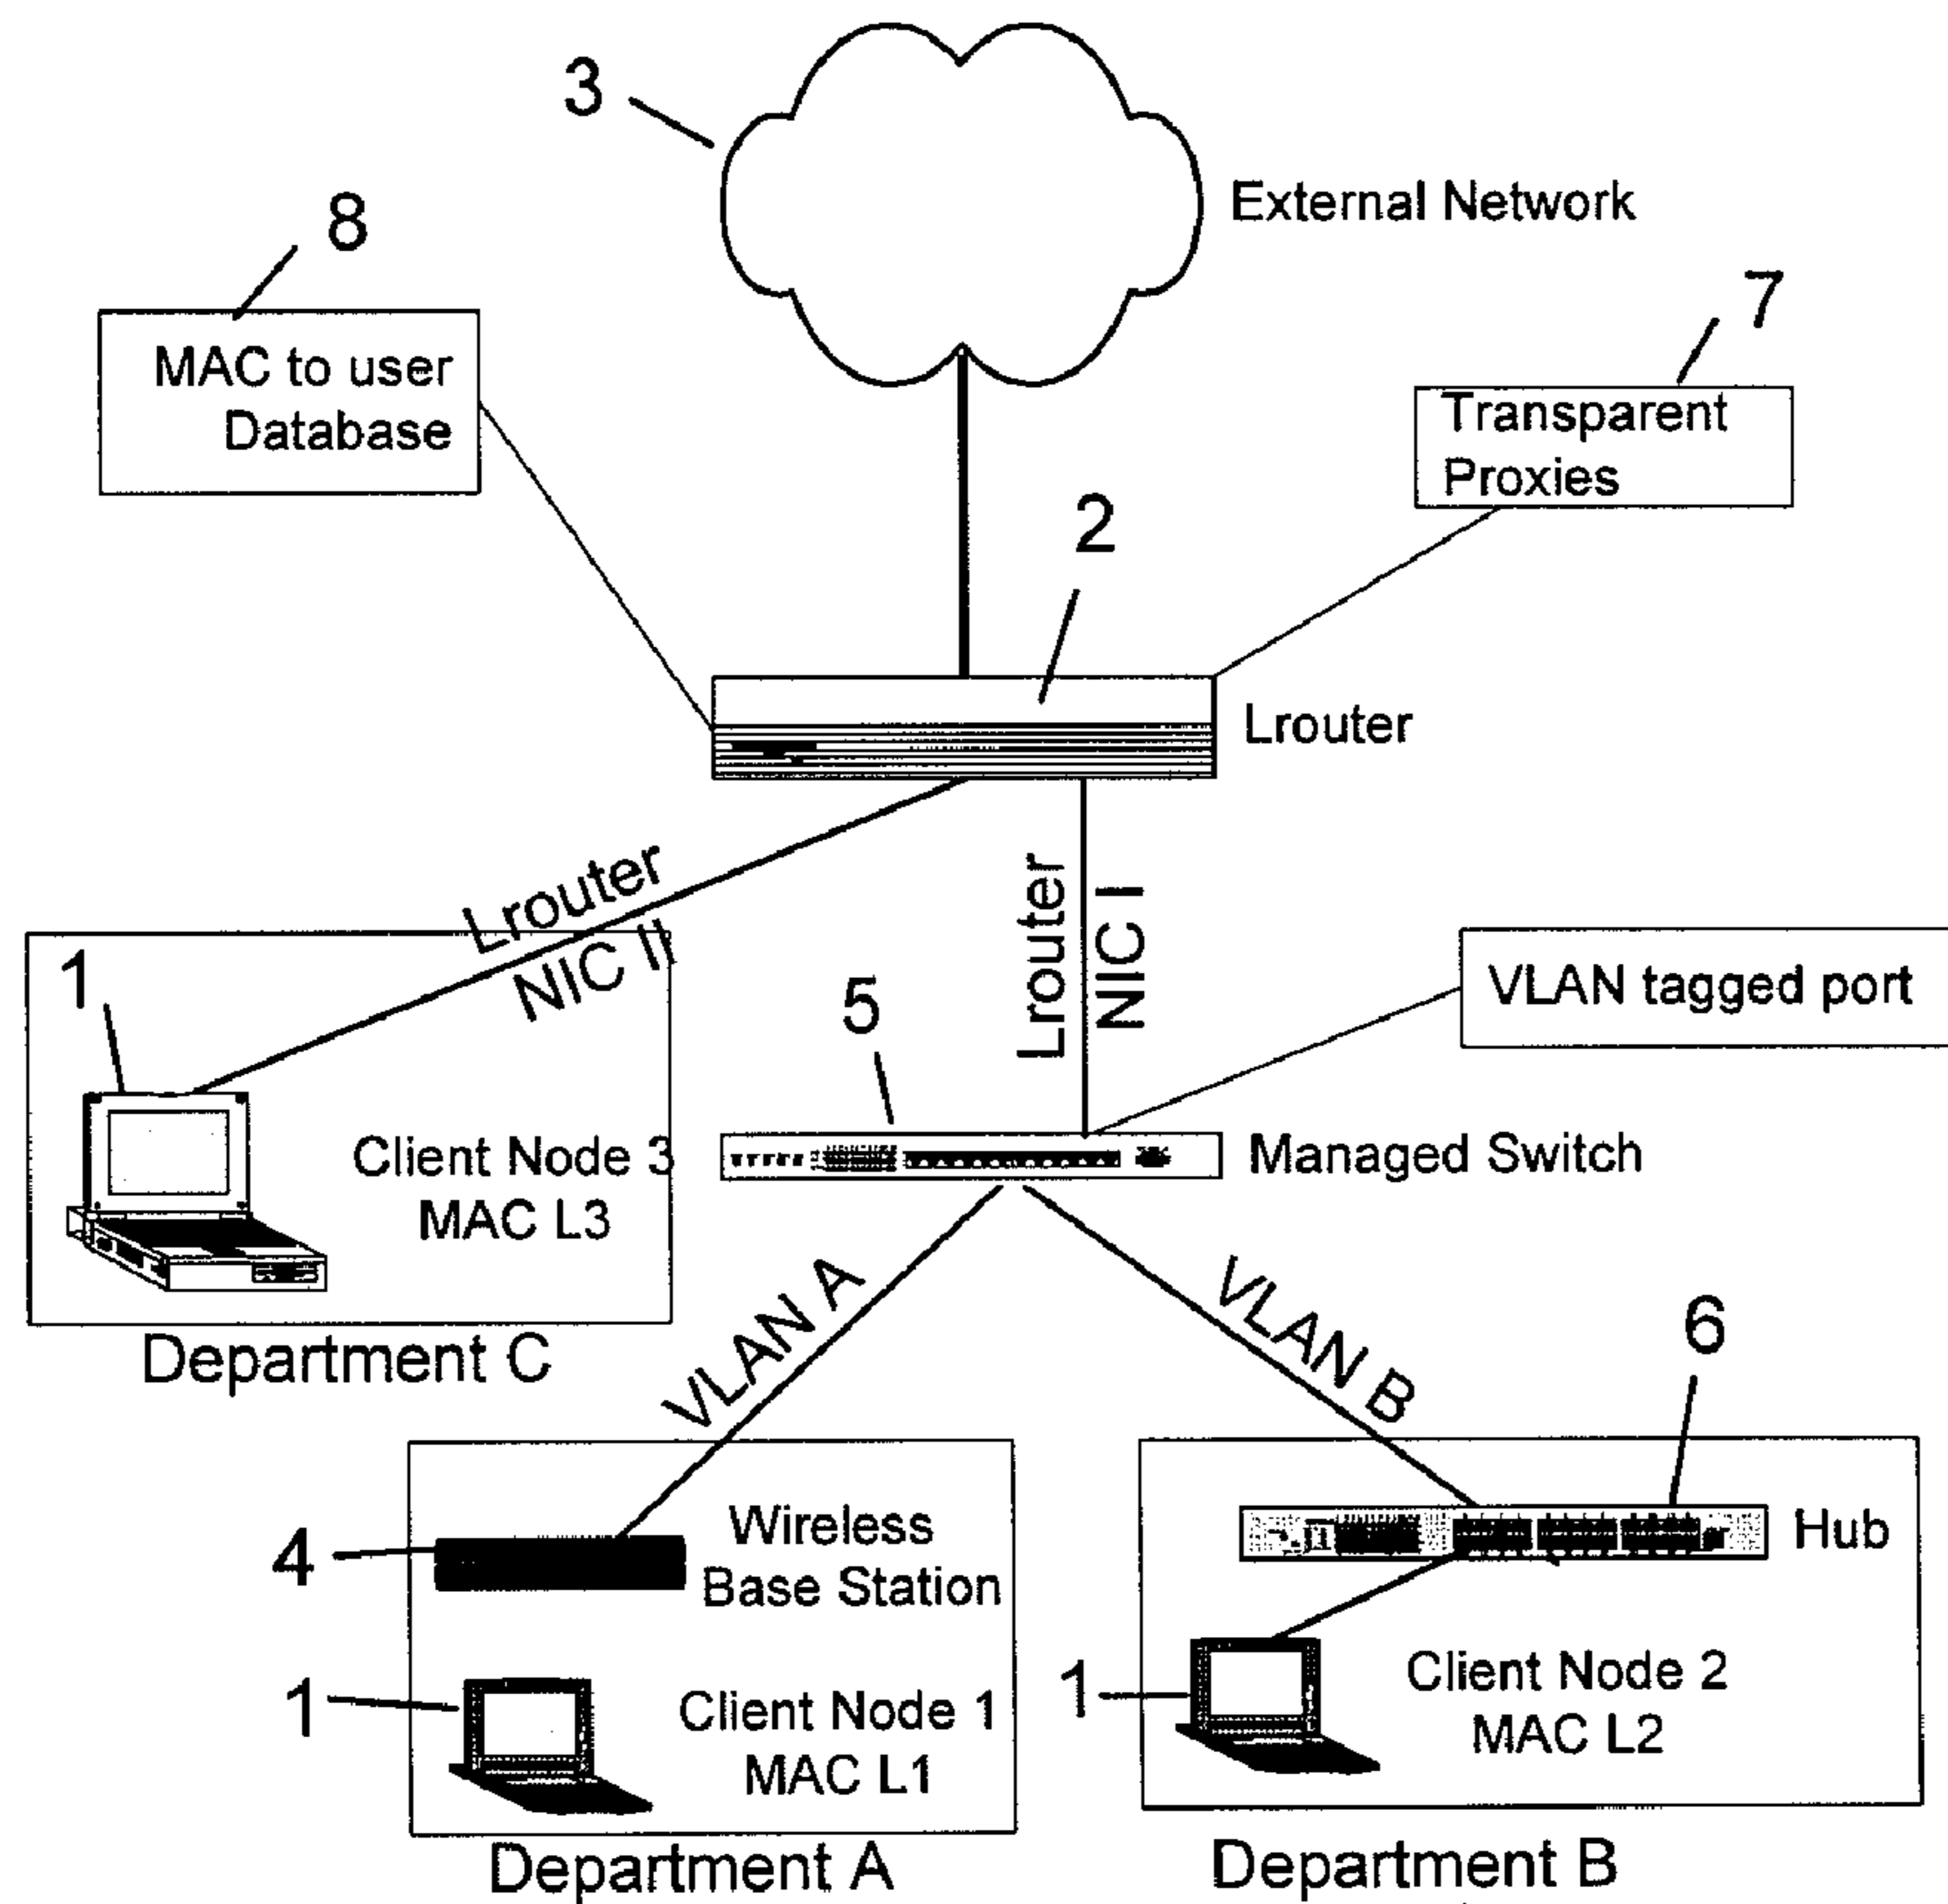 3
External Network
8
MAC to user
Database
7
Transparent
Proxies
2
Lrouter
Lrouter
NIC II
Lrouter
NIC I
VLAN tagged port
1
5
Client Node 3
MAC L3
Managed Switch
Department C
VLAN A
VLAN B
6
4
Wireless
Base Station
Hub
1
Client Node 1
MAC L1
1
Client Node 2
MAC L2
Department A
Department B